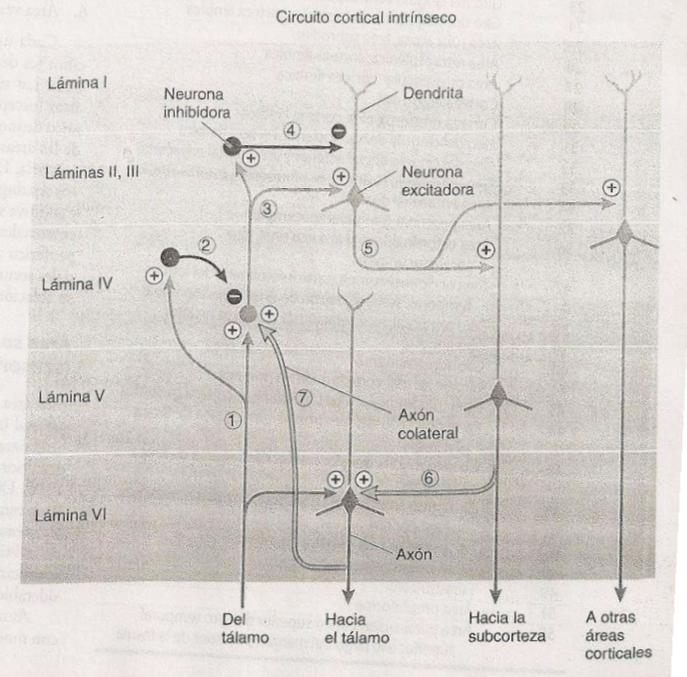 Circuito cortical intrínseco
Lámina I
Neurona
inhibidora
Dendrita
4
Láminas II, III
Neurona
excitadora
3
2
5
Lámina IV
Lámina V
7
1
Axón
colateral
6
Lámina VI
Axón
Del
tálamo
Hacia
el tálamo
Hacia la
subcorteza
A otras
áreas
corticales